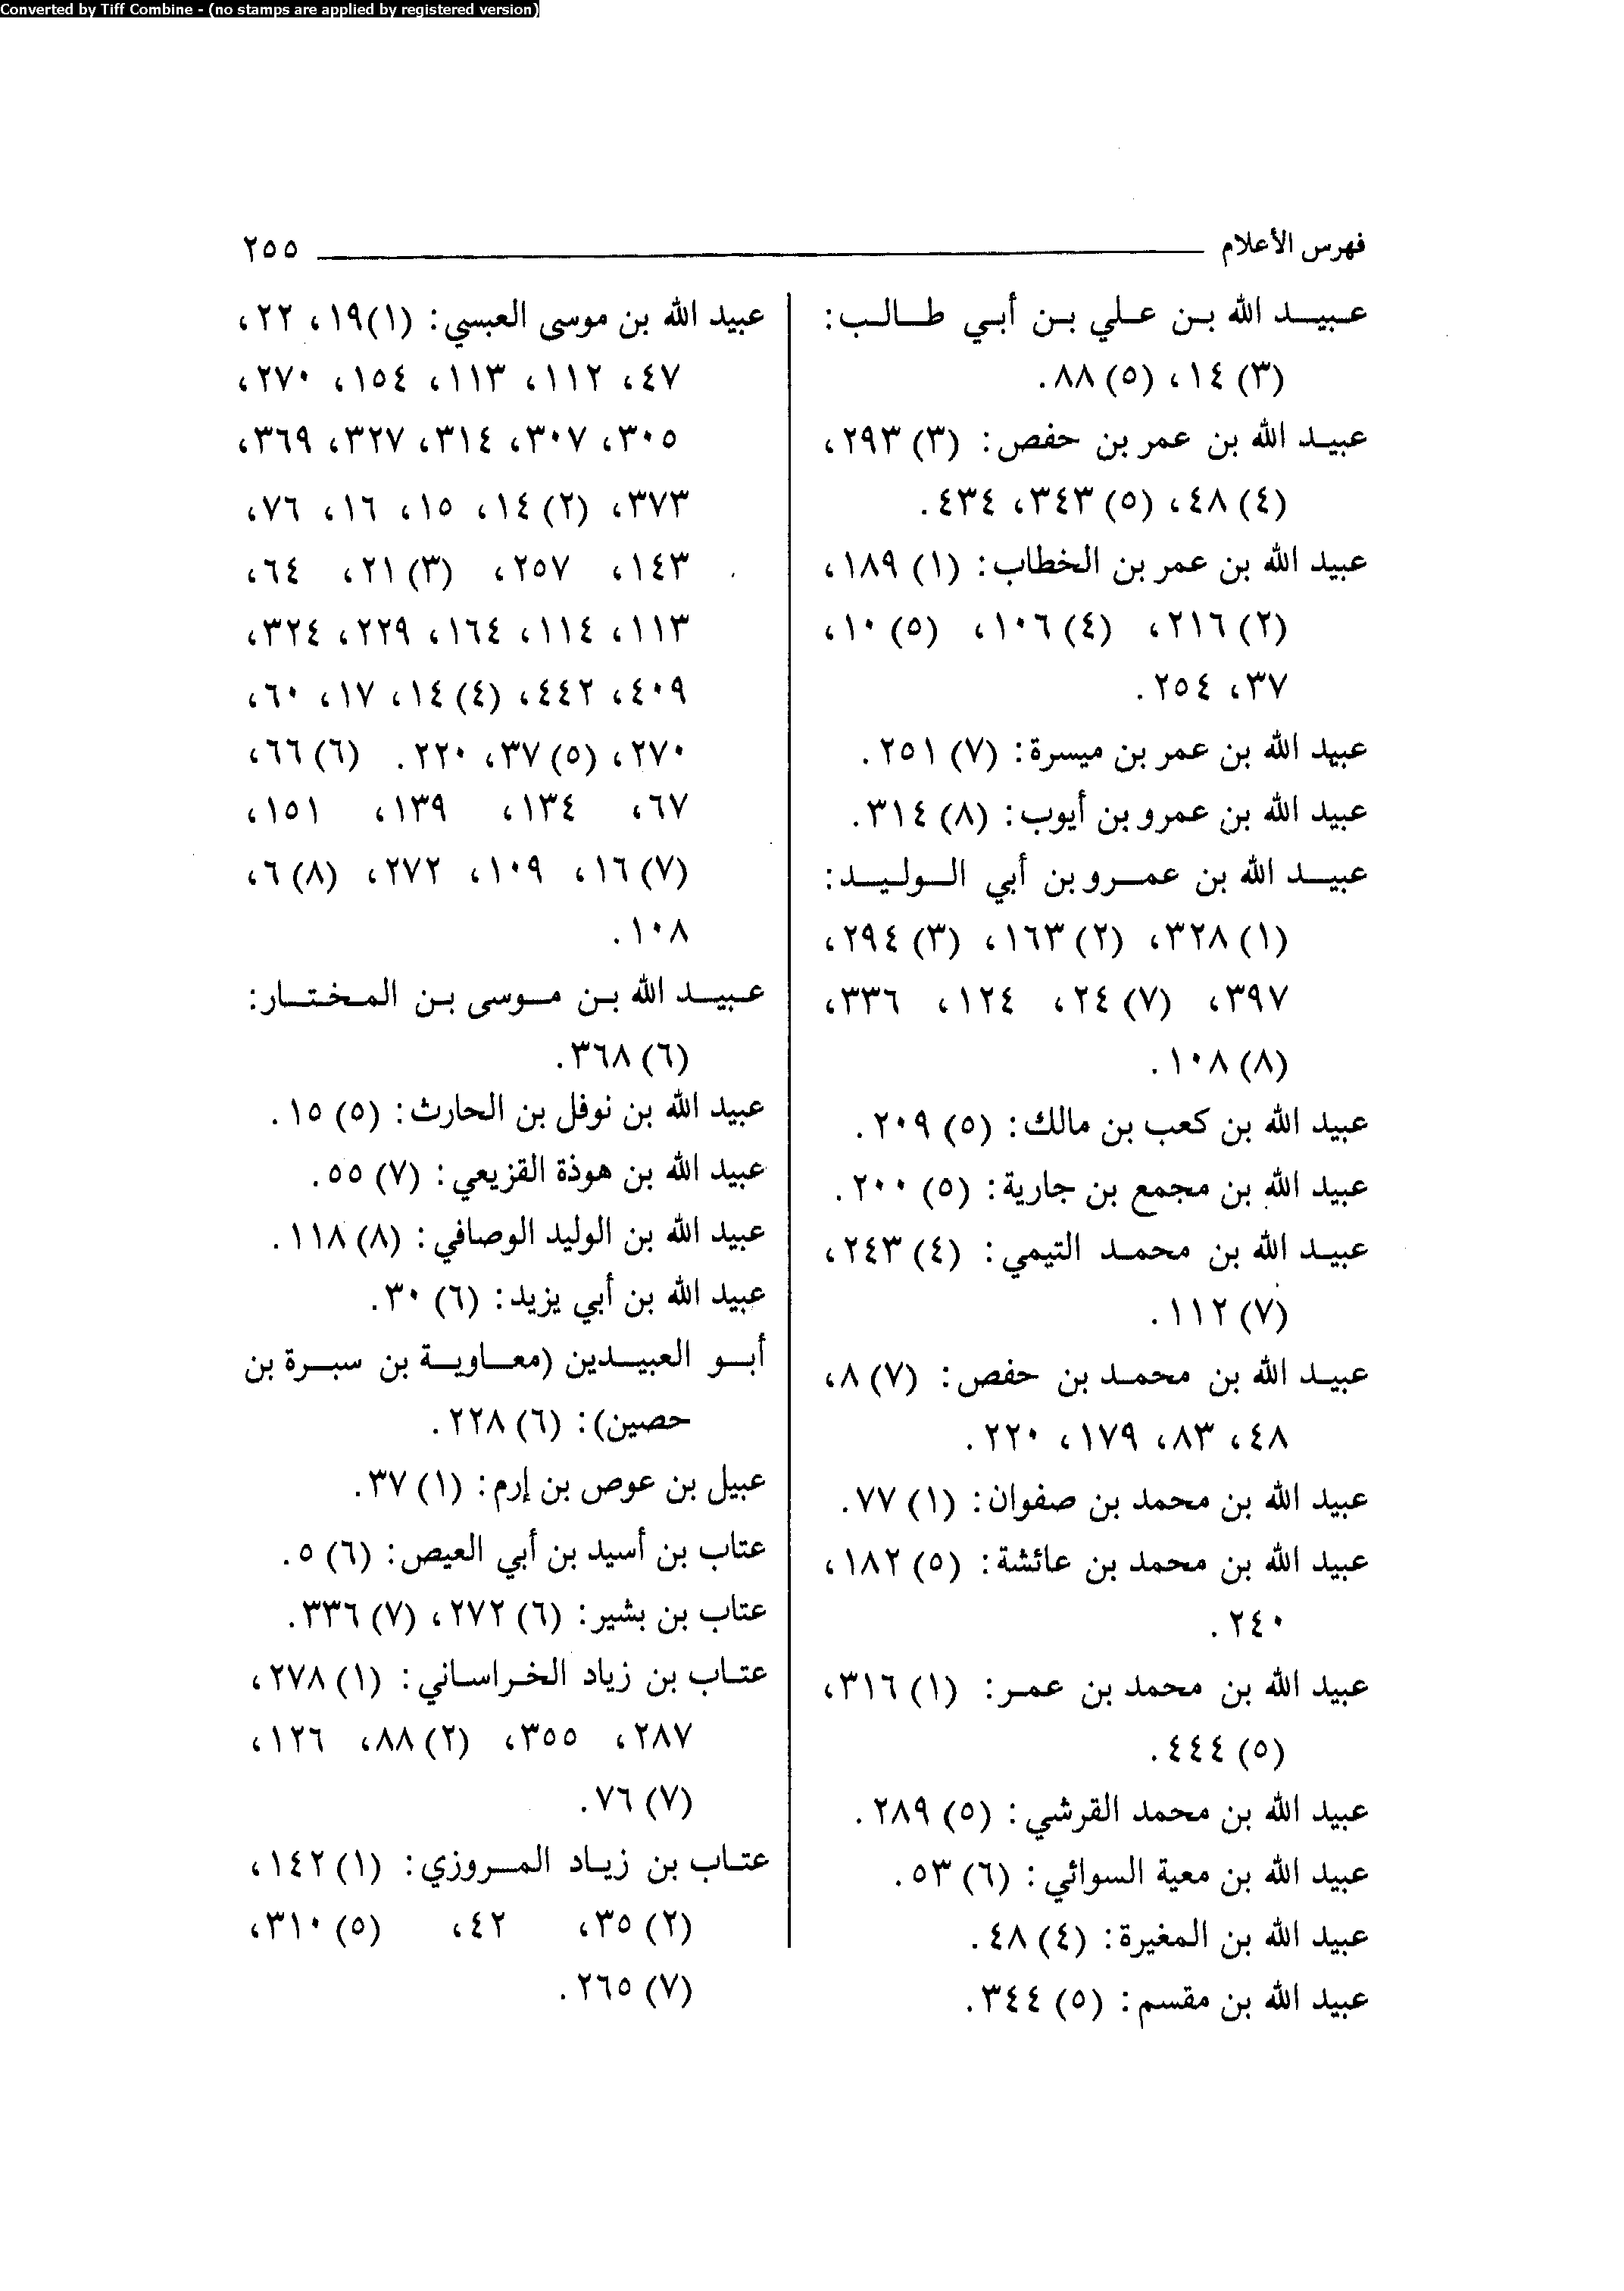 Converted by Tiff Combine - (no stamps are applied by registered version)
فهرس الأعلام ٢٥٥
عبيد الله بن علي بن أبي طالب:
(٣) ١٤، (٥) ٨٨.
عبيد الله بن عمر بن حفص: (٣) ٢٩٣،
(٤) ٤٨، (٥) ٣٤٣، ٤٣٤.
عبيد الله بن عمر بن الخطاب: (١) ١٨٩،
(٢) ٢١٦، (٤) ١٠٦، (٥) ١٠،
٣٧، ٢٥٤.
عبيد الله بن عمر بن ميسرة: (٧) ٢٥١.
عبيد الله بن عمرو بن أيوب: (٨) ٣١٤.
عبيد الله بن عمرو بن أبي الوليد:
(١) ٣٢٨، (٢) ١٦٣، (٣) ٢٩٤،
٣٩٧، (٧) ٢٤، ١٢٤، ٣٣٦،
(٨) ١٠٨.
عبيد الله بن كعب بن مالك: (٥) ٢٠٩.
عبيد الله بن مجمع بن جارية: (٥) ٢٠٠.
عبيد الله بن محمد التيمي: (٤) ٢٤٣،
(٧) ١١٢.
عبيد الله بن محمد بن حفص: (٧) ٨،
٤٨، ٨٣، ١٧٩، ٢٢٠.
عبيد الله بن محمد بن صفوان: (١) ٧٧.
عبيد الله بن محمد بن عائشة: (٥) ١٨٢،
٢٤٠.
عبيد الله بن محمد بن عمر: (١) ٣١٦،
(٥) ٤٤٤.
عبيد الله بن محمد القرشي: (٥) ٢٨٩.
عبيد الله بن معية السوائي: (٦) ٥٣.
عبيد الله بن المغيرة: (٤) ٤٨.
عبيد الله بن مقسم: (٥) ٣٤٤.
عبيد الله بن موسى العبسي: (١) ١٩، ٢٢،
٤٧، ١١٢، ١١٣، ١٥٤، ٢٧٠،
٣٠٥، ٣٠٧، ٣١٤، ٣٢٧، ٣٦٩،
٣٧٣، (٢) ١٤، ١٥، ١٦، ٧٦،
١٤٣، ٢٥٧، (٣) ٢١، ٦٤،
١١٣، ١١٤، ١٦٤، ٢٢٩، ٣٢٤،
٤٠٩، ٤٤٢، (٤) ١٤، ١٧، ٦٠،
٢٧٠، (٥) ٣٧، ٢٢٠. (٦) ٦٦،
٦٧، ١٣٤، ١٣٩، ١٥١،
(٧) ١٦، ١٠٩، ٢٧٢، (٨) ٦،
١٠٨.
عبيد الله بن موسى بن المختار:
(٦) ٣٦٨.
عبيد الله بن نوفل بن الحارث: (٥) ١٥.
عبيد الله بن هوذة القزيعي: (٧) ٥٥.
عبيد الله بن الوليد الوصافي: (٨) ١١٨.
عبيد الله بن أبي يزيد: (٦) ٣٠.
أبو العبيدين (معاوية بن سبرة بن
حصين): (٦) ٢٢٨.
عبيل بن عوص بن إرم: (١) ٣٧.
عتاب بن أسيد بن أبي العيص: (٦) ٥.
عتاب بن بشير: (٦) ٢٧٢، (٧) ٣٣٦.
عتاب بن زياد الخراساني: (١) ٢٧٨،
٢٨٧، ٣٥٥، (٢) ٨٨، ١٢٦،
(٧) ٧٦.
عتاب بن زياد المروزي: (١) ١٤٢،
(٢) ٣٥، ٤٢، (٥) ٣١٠،
(٧) ٢٦٥.